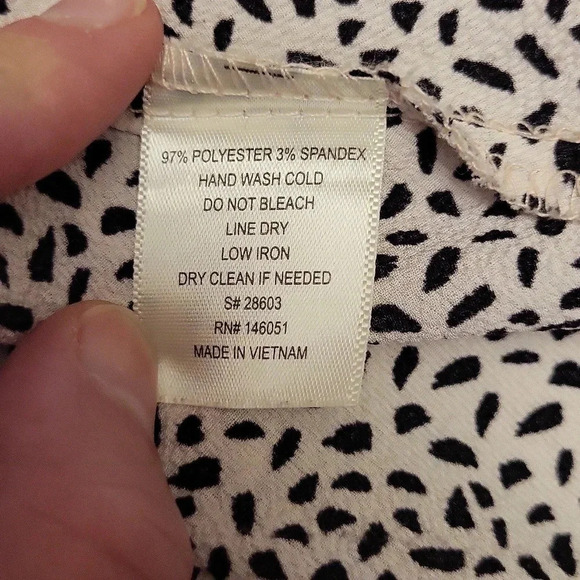 97% POLYESTER 3% SPANDEX
HAND WASH COLD
DO NOT BLEACH
LINE DRY
LOW IRON
DRY CLEAN IF NEEDED
S# 28603
RN# 146051
MADE IN VIETNAM